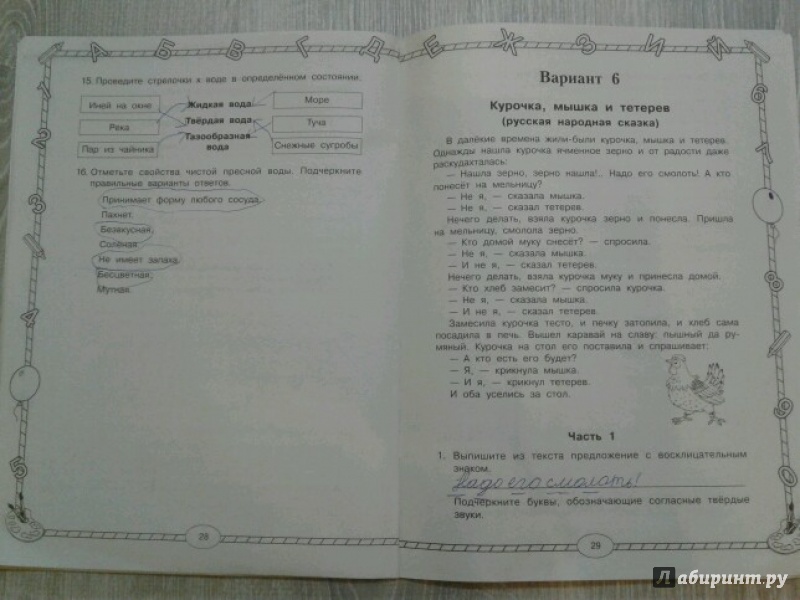 А Б В Г Д Е Ж З И Й
15. Проведите стрелочки к воде в определённом состоянии.
Иней на окне
Жидкая вода
Море
Река
Твёрдая вода
Туча
Пар из чайника
Газообразная
вода
Снежные сугробы
16. Отметьте свойства чистой пресной воды. Подчеркните
правильные варианты ответов.
Принимает форму любого сосуда.
Пахнет.
Безвкусная.
Солёная.
Не имеет запаха.
Бесцветная.
Мутная.
28
Вариант 6
Курочка, мышка и тетерев
(русская народная сказка)
В далёкие времена жили-были курочка, мышка и тетерев.
Однажды нашла курочка ячменное зерно и от радости даже
раскудахталась:
— Нашла зерно, зерно нашла!.. Надо его смолоть! А кто
понесёт на мельницу?
— Не я, — сказала мышка.
— Не я, — сказал тетерев.
Нечего делать, взяла курочка зерно и понесла. Пришла
на мельницу, смолола зерно.
— Кто домой муку снесёт? — спросила.
— Не я, — сказала мышка.
— И не я, — сказал тетерев.
Нечего делать, взяла курочка муку и принесла домой.
— Кто хлеб замесит? — спросила курочка.
— Не я, — сказала мышка.
— И не я, — сказал тетерев.
Замесила курочка тесто, и печку затопила, и хлеб сама
посадила в печь. Вышел каравай на славу: пышный да ру-
мяный. Курочка на стол его поставила и спрашивает:
— А кто есть его будет?
— Я, — крикнула мышка.
— И я, — крикнул тетерев.
И оба уселись за стол.
Часть 1
1. Выпишите из текста предложение с восклицательным
знаком.
Надо его смолоть!
Подчеркните буквы, обозначающие согласные твёрдые
звуки.
29
Лабиринт.ру